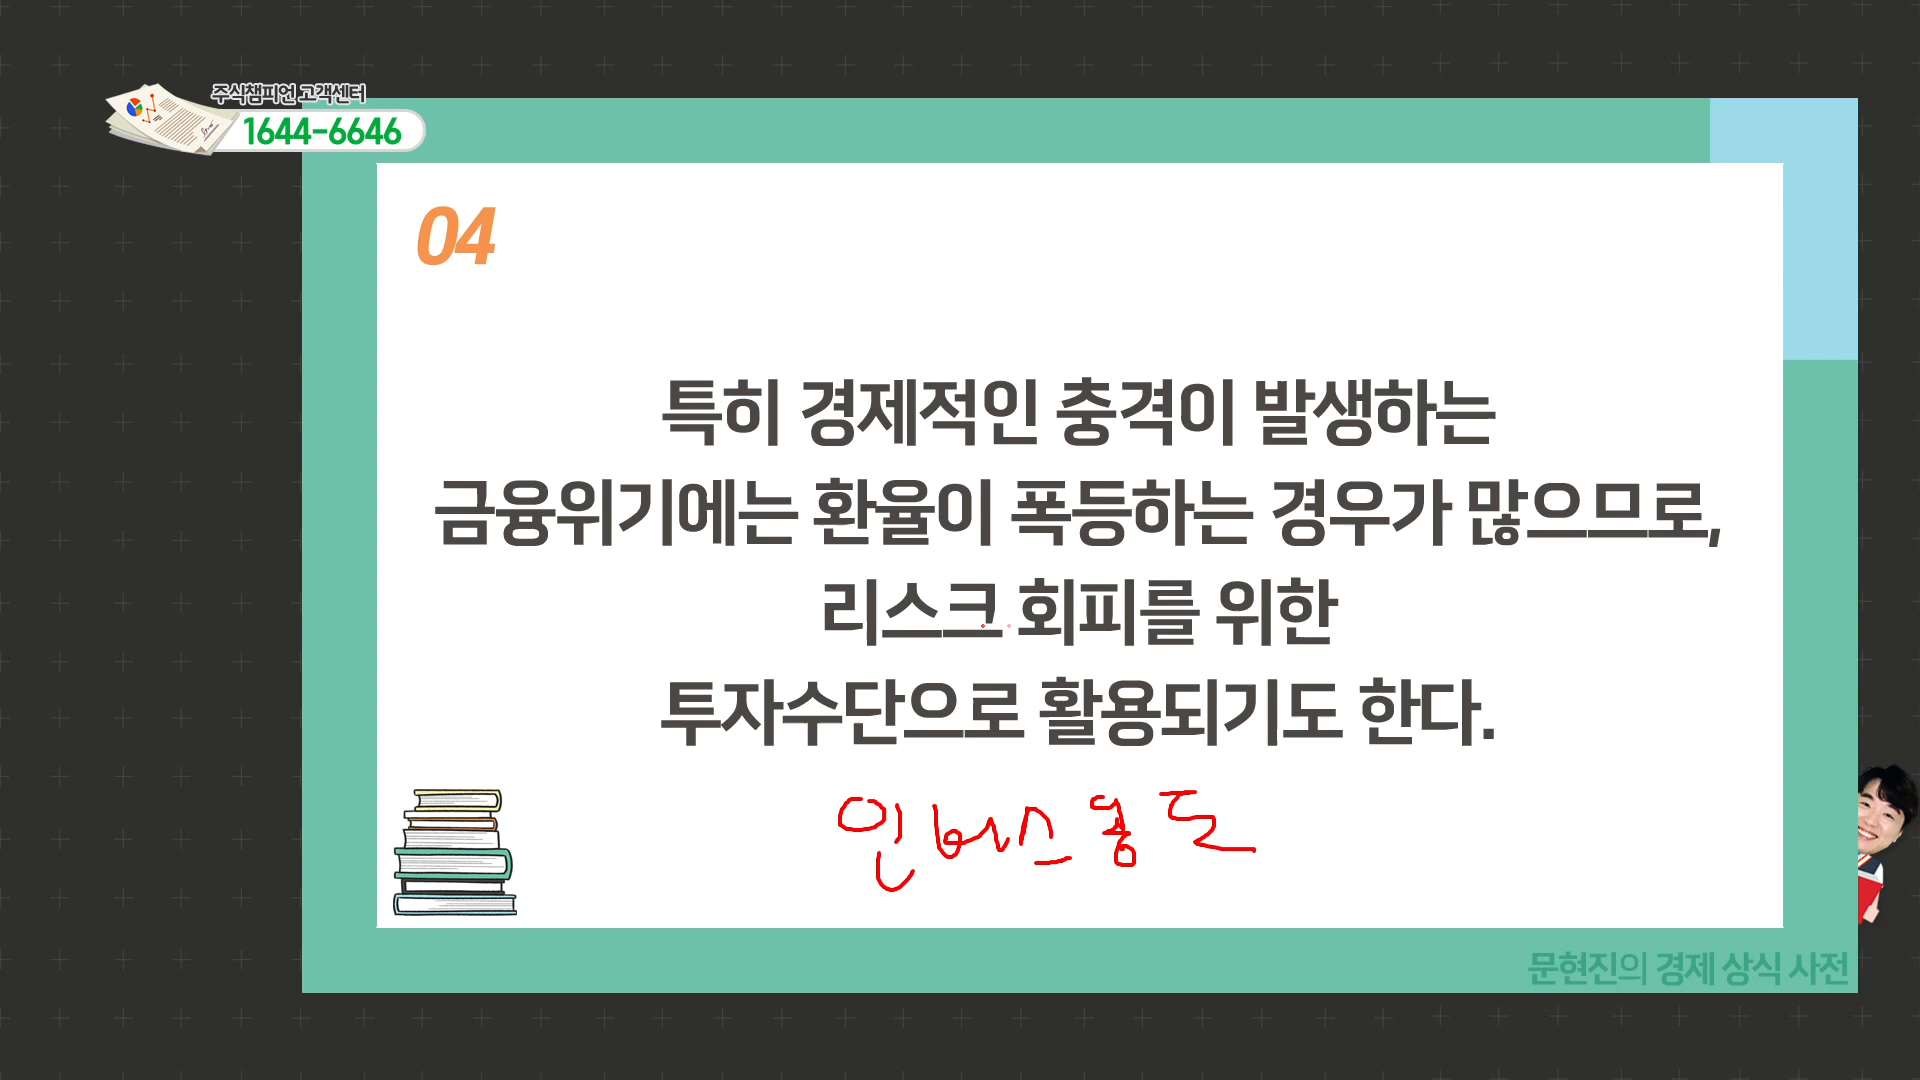 주식챔피언 고객센터
1644-6646
04
특히 경제적인 충격이 발생하는
금융위기에는 환율이 폭등하는 경우가 많으므로,
리스크 회피를 위한
투자수단으로 활용되기도 한다.
인버스 용도
문현진의 경제 상식 사전